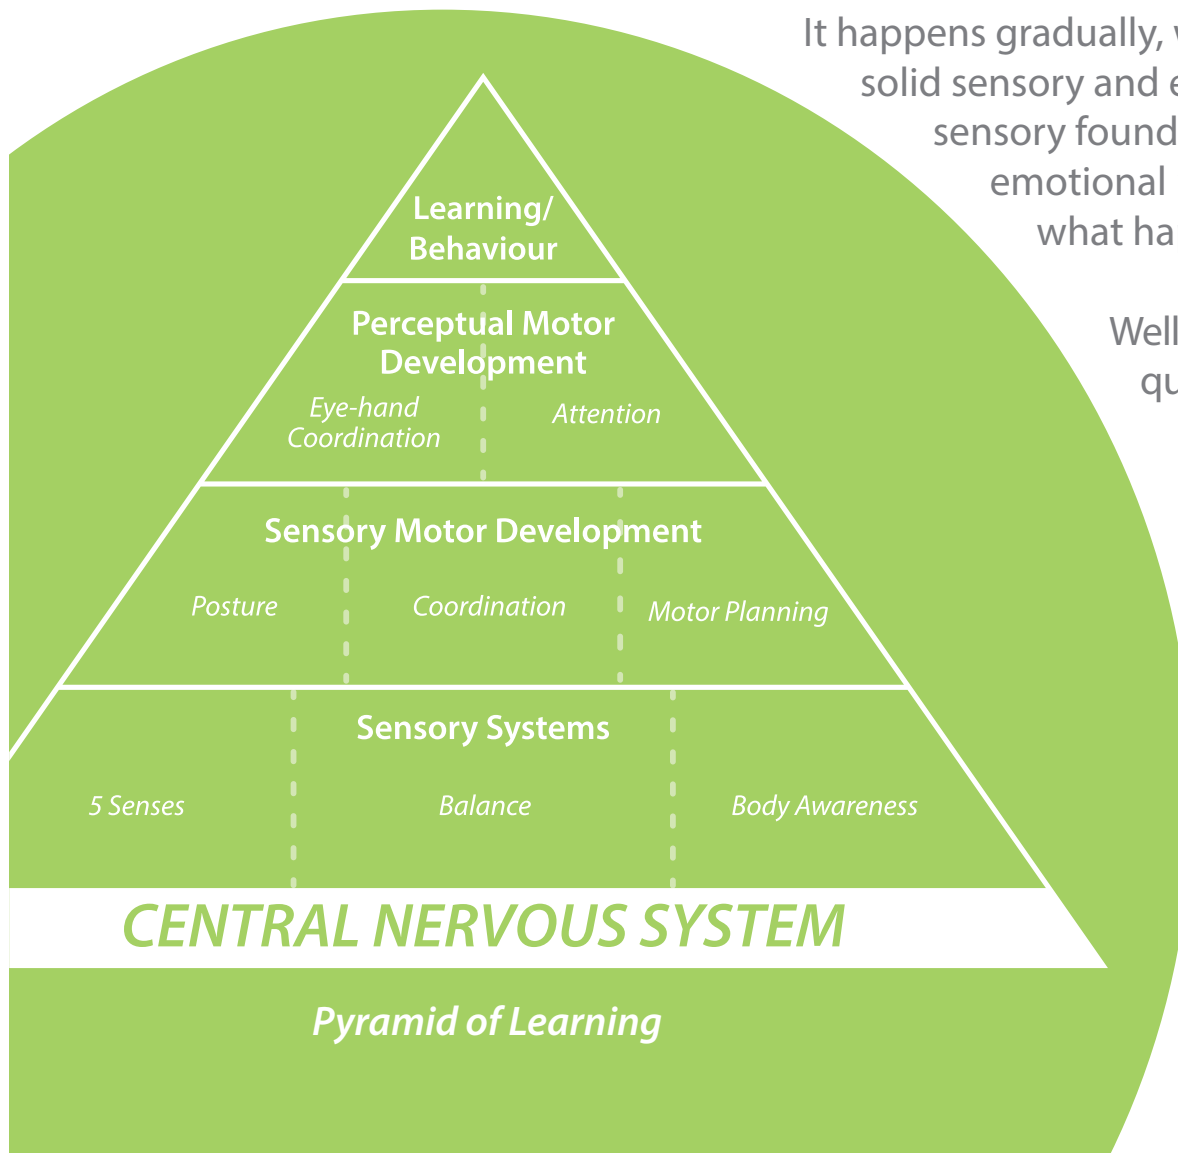 It happens gradually,
solid sensory and
sensory
emotional
what
Well
Learning/
Behaviour
Perceptual Motor
Development
Eye-hand
Coordination
Attention
Sensory Motor Development
Posture
Coordination
Motor Planning
Sensory Systems
5 Senses
Balance
Body Awareness
CENTRAL NERVOUS SYSTEM
Pyramid of Learning